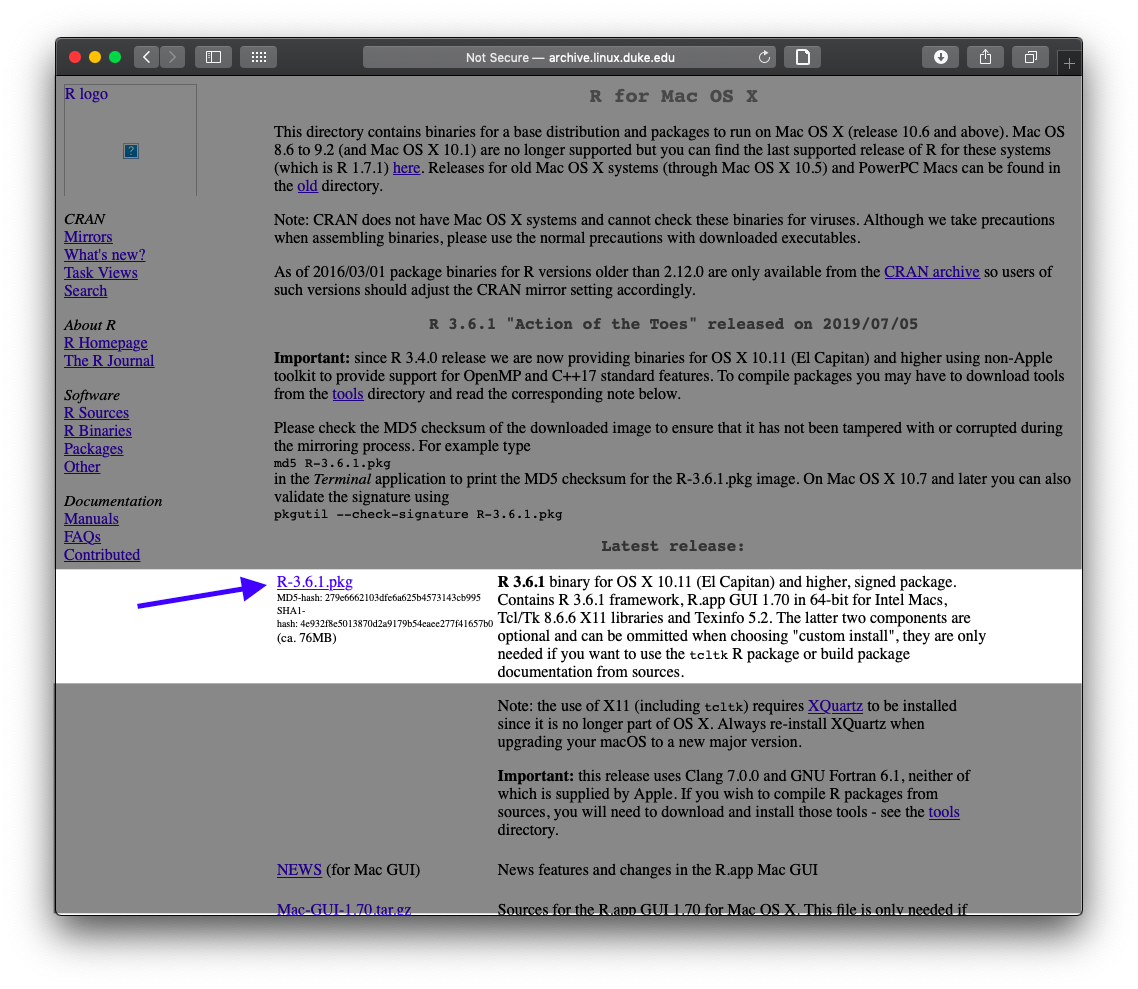 Not Secure — archive.linux.duke.edu
R logo
CRAN
Mirrors
What's new?
Task Views
Search
About R
R Homepage
The R Journal
Software
R Sources
R Binaries
Packages
Other
Documentation
Manuals
FAQs
Contributed
R for Mac OS X
This directory contains binaries for a base distribution and packages to run on Mac OS X (release 10.6 and above). Mac OS
8.6 to 9.2 (and Mac OS X 10.1) are no longer supported but you can find the last supported release of R for these systems
(which is R 1.7.1) here. Releases for old Mac OS X systems (through Mac OS X 10.5) and PowerPC Macs can be found in
the old directory.
Note: CRAN does not have Mac OS X systems and cannot check these binaries for viruses. Although we take precautions
when assembling binaries, please use the normal precautions with downloaded executables.
As of 2016/03/01 package binaries for R versions older than 2.12.0 are only available from the CRAN archive so users of
such versions should adjust the CRAN mirror setting accordingly.
R 3.6.1 "Action of the Toes" released on 2019/07/05
Important: since R 3.4.0 release we are now providing binaries for OS X 10.11 (El Capitan) and higher using non-Apple
toolkit to provide support for OpenMP and C++17 standard features. To compile packages you may have to download tools
from the tools directory and read the corresponding note below.
Please check the MD5 checksum of the downloaded image to ensure that it has not been tampered with or corrupted during
the mirroring process. For example type
md5 R-3.6.1.pkg
in the Terminal application to print the MD5 checksum for the R-3.6.1.pkg image. On Mac OS X 10.7 and later you can also
validate the signature using
pkgutil --check-signature R-3.6.1.pkg
Latest release:
R-3.6.1.pkg
MD5-hash: 279e6662103dfe6a625b4573143cb995
SHA1-
hash: 4e932f8e5013870d2a9179b54eaee277f41657b0
(ca. 76MB)
R 3.6.1 binary for OS X 10.11 (El Capitan) and higher, signed package.
Contains R 3.6.1 framework, R.app GUI 1.70 in 64-bit for Intel Macs,
Tcl/Tk 8.6.6 X11 libraries and Texinfo 5.2. The latter two components are
optional and can be ommitted when choosing "custom install", they are only
needed if you want to use the tcltk R package or build package
documentation from sources.
Note: the use of X11 (including tcltk) requires XQuartz to be installed
since it is no longer part of OS X. Always re-install XQuartz when
upgrading your macOS to a new major version.
Important: this release uses Clang 7.0.0 and GNU Fortran 6.1, neither of
which is supplied by Apple. If you wish to compile R packages from
sources, you will need to download and install those tools - see the tools
directory.
NEWS (for Mac GUI)
News features and changes in the R.app Mac GUI
Mac-GUI-1.70.tar.gz
Sources for the R.app GUI 1.70 for Mac OS X. This file is only needed if